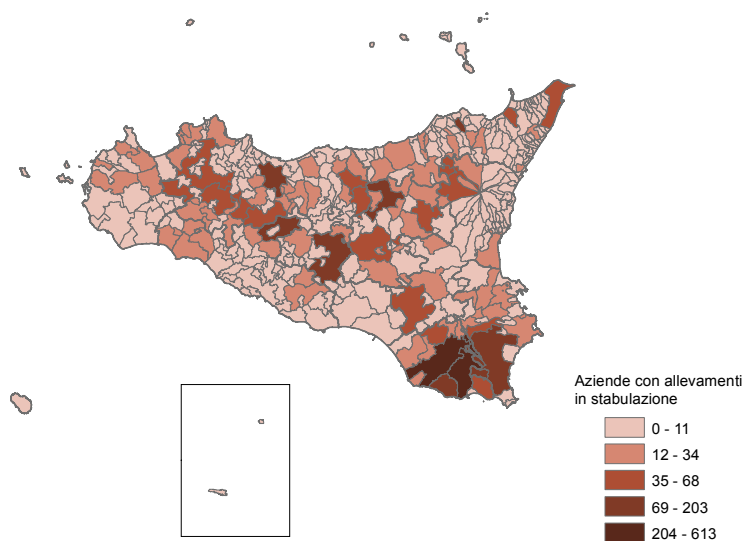 Aziende con allevamenti
in stabulazione
0 - 11
12 - 34
35 - 68
69 - 203
204 - 613